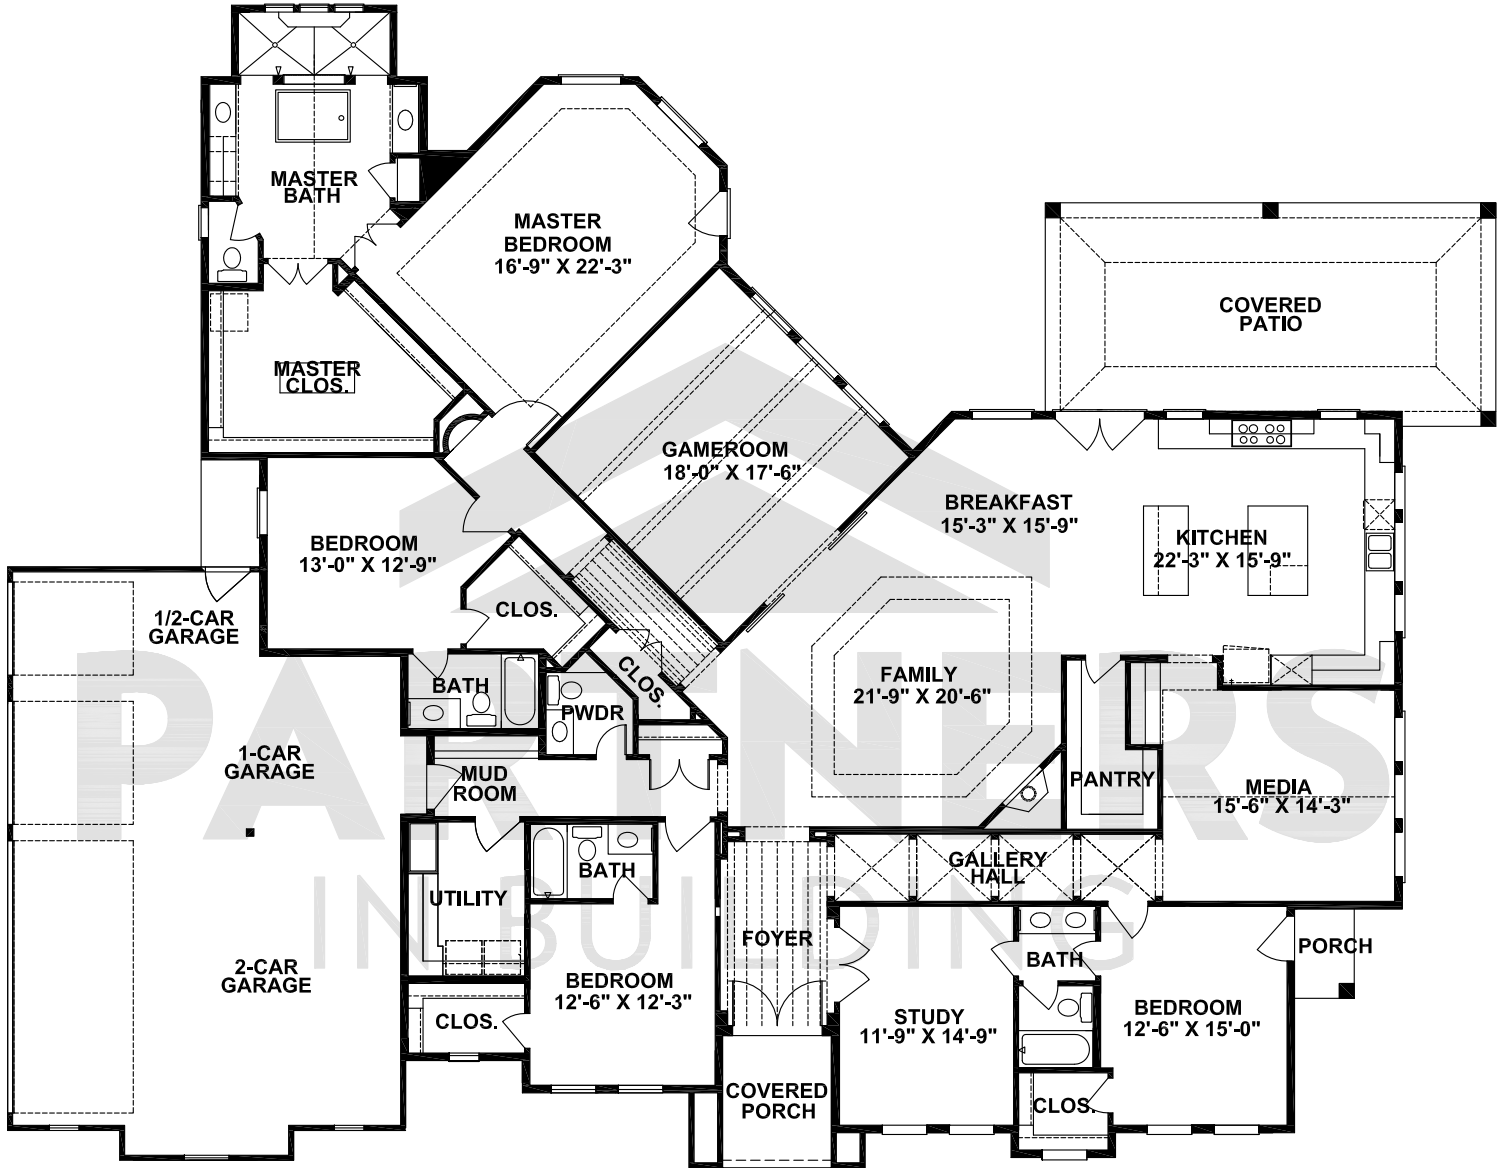 MASTER
BATH
MASTER
BEDROOM
16'-9" X 22'-3"
COVERED
PATIO
MASTER
CLOS.
GAMEROOM
18'-0" X 17'-6"
BREAKFAST
15'-3" X 15'-9"
KITCHEN
22'-3" X 15'-9"
BEDROOM
13'-0" X 12'-9"
CLOS.
1/2-CAR
GARAGE
BATH
CLOS.
PWDR
FAMILY
21'-9" X 20'-6"
PARTNERS
IN BUILDING
1-CAR
GARAGE
MUD
ROOM
PANTRY
MEDIA
15'-6" X 14'-3"
GALLERY
HALL
BATH
UTILITY
FOYER
2-CAR
GARAGE
BEDROOM
12'-6" X 12'-3"
BATH
PORCH
CLOS.
STUDY
11'-9" X 14'-9"
BEDROOM
12'-6" X 15'-0"
COVERED
PORCH
CLOS.